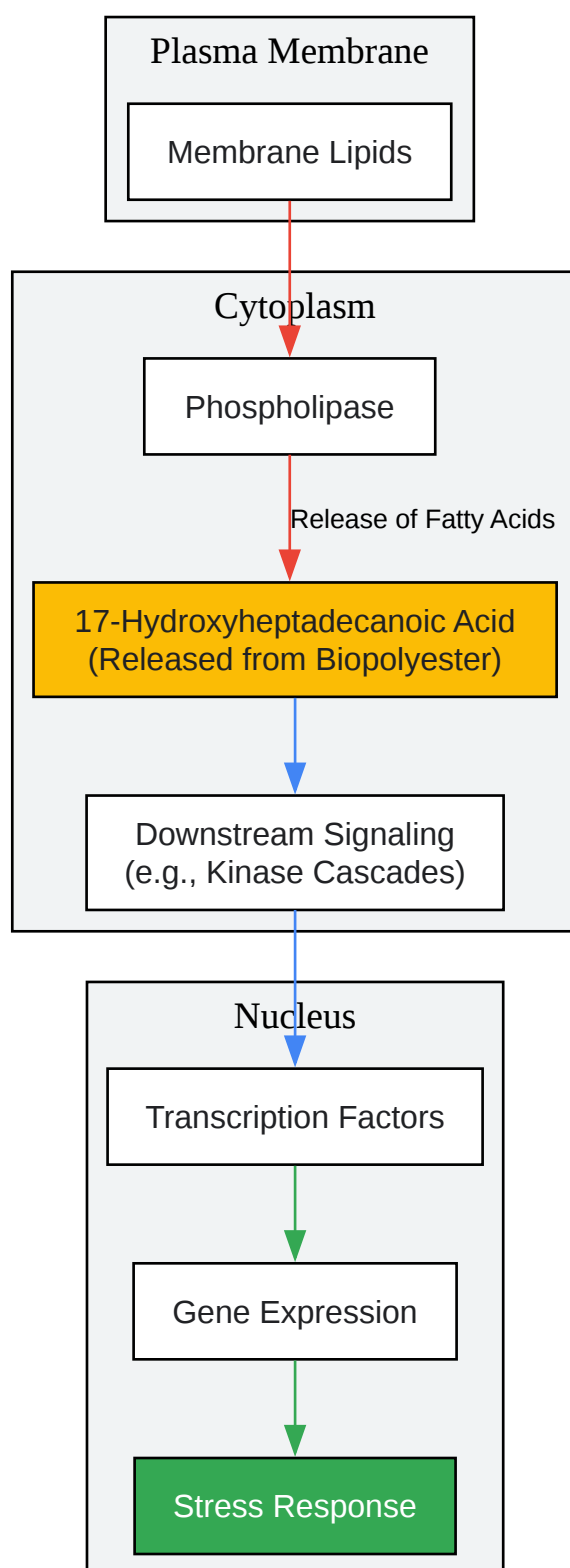 Plasma Membrane
Membrane Lipids
Cytoplasm
Phospholipase
Release of Fatty Acids
17-Hydroxyheptadecanoic Acid
(Released from Biopolyester)
Downstream Signaling
(e.g., Kinase Cascades)
Nucleus
Transcription Factors
Gene Expression
Stress Response